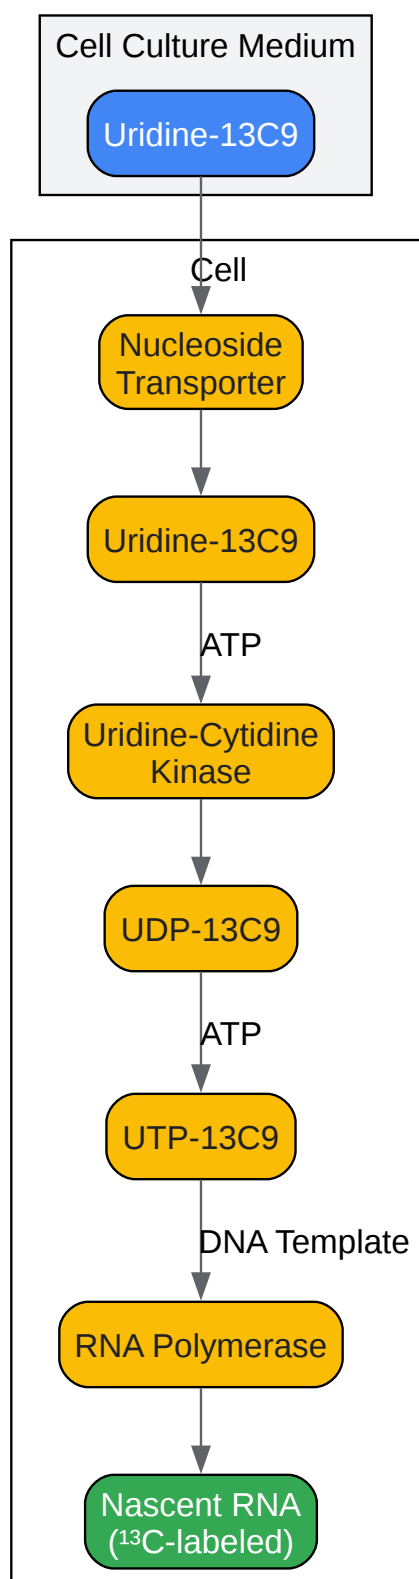 Cell Culture Medium
Uridine-13C9
Cell
Nucleoside
Transporter
Uridine-13C9
ATP
Uridine-Cytidine
Kinase
UDP-13C9
ATP
UTP-13C9
DNA Template
RNA Polymerase
Nascent RNA
(¹³C-labeled)